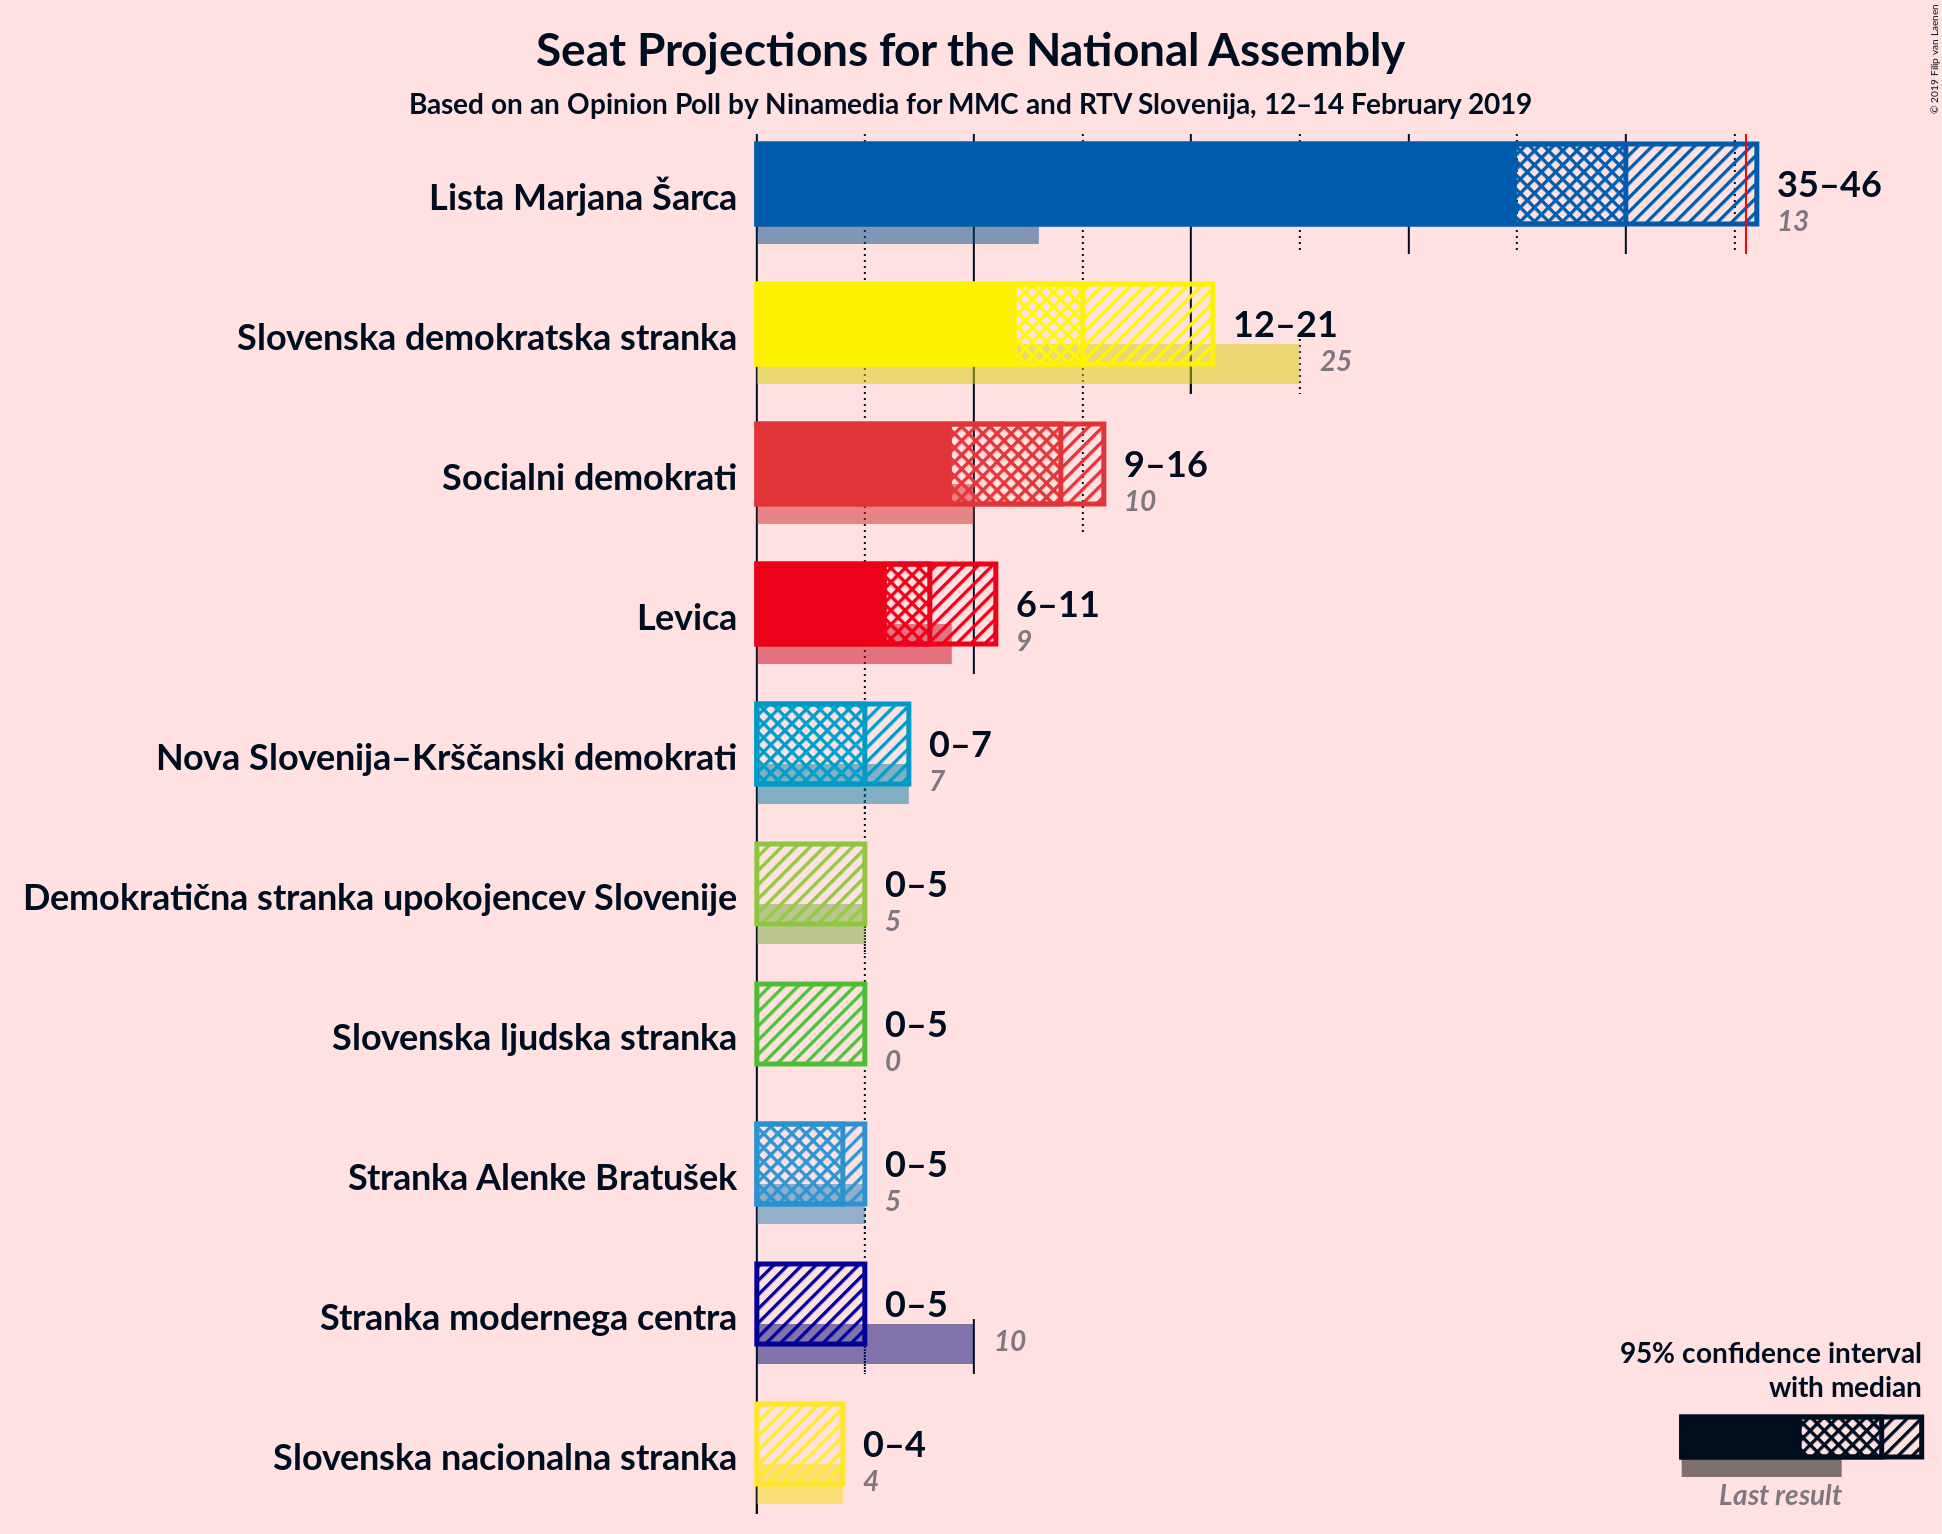 Seat Projections for the National Assembly
Based on an Opinion Poll by Ninamedia for MMC and RTV Slovenija, 12–14 February 2019
© 2019 Filip van Laenen
Lista Marjana Šarca
35–46
13
Slovenska demokratska stranka
12–21
25
Socialni demokrati
9–16
10
Levica
6–11
9
Nova Slovenija–Krščanski demokrati
0–7
7
Demokratična stranka upokojencev Slovenije
0–5
5
Slovenska ljudska stranka
0–5
0
Stranka Alenke Bratušek
0–5
5
Stranka modernega centra
0–5
10
Slovenska nacionalna stranka
0–4
4
95% confidence interval
with median
Last result